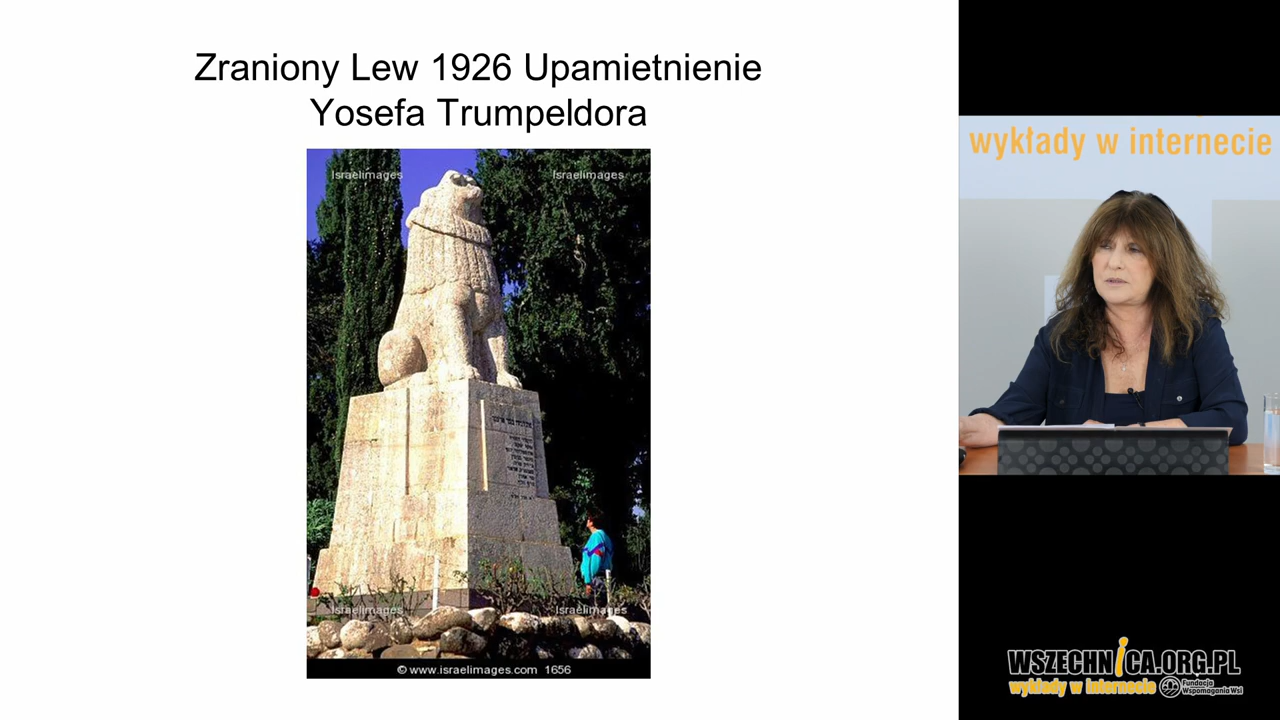 Zraniony Lew 1926 Upamietnienie
Yosefa Trumpeldora
Israelimages
Israelimages
Israelimages
Israelimages
© www.israelimages.com 1656
wykłady w internecie
WSZECHNICA.ORG.PL
wykłady w internecie
Fundacja
Wspomagania Wsi